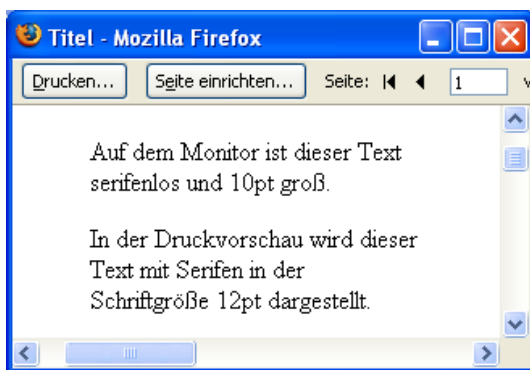 Titel - Mozilla Firefox
Drucken... Seite einrichten... Seite: 1
Auf dem Monitor ist dieser Text
serifenlos und 10pt groß.
In der Druckvorschau wird dieser
Text mit Serifen in der
Schriftgröße 12pt dargestellt.